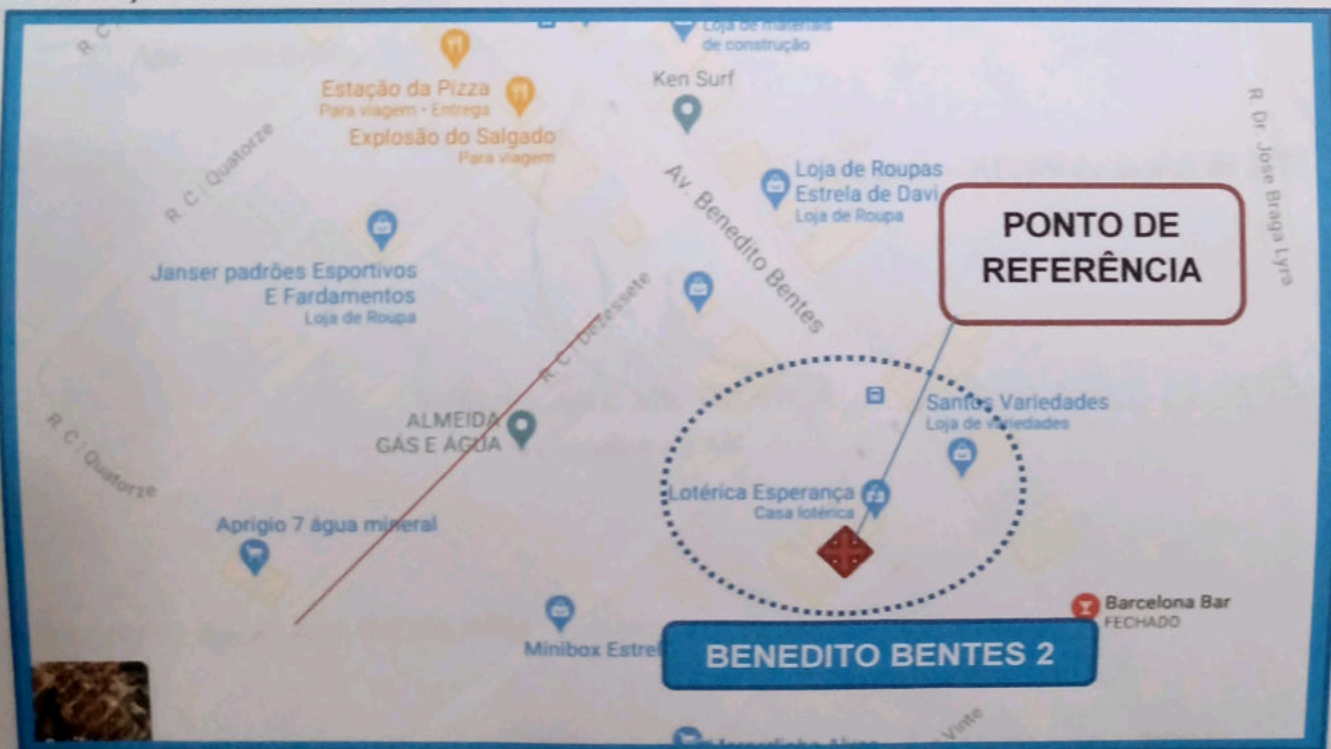 R. C
Loja de materiais
de construção
Estação da Pizza
Para viagem - Entrega
Explosão do Salgado
Para viagem
Ken Surf
R. C | Quatorze
Av. Benedito Bentes
Loja de Roupas
Estrela de Davi
Loja de Roupa
R. Dr. Jose Braga Lyra
PONTO DE
REFERÊNCIA
Janser padrões Esportivos
E Fardamentos
Loja de Roupa
R. C | Dezessete
ALMEIDA
GÁS E ÁGUA
Santos Variedades
Loja de variedades
R. C | Quatorze
Lotérica Esperança
Casa lotérica
Aprigio 7 água mineral
Barcelona Bar
FECHADO
Minibox Estrel
BENEDITO BENTES 2
Vinte